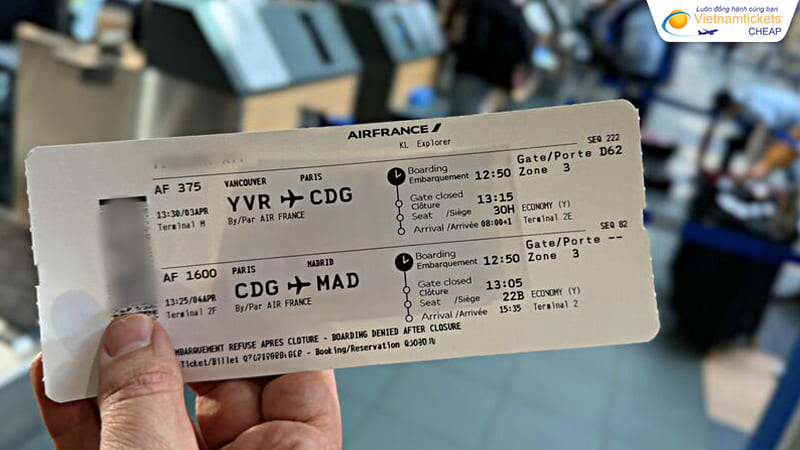 Luôn đồng hành cùng bạn
Vietnamtickets
CHEAP
AIRFRANCE
KL Explorer
SEQ 222
AF 375 VANCOUVER PARIS
YVR CDG
13:30/03APR
Terminal M
By/Par AIR FRANCE
Boarding
Embarquement 12:50
Gate closed
Clôture 13:15
Seat /Siège 30H
Arrival /Arrivée 08:00+1
Gate/Porte D62
Zone 3
ECONOMY (Y)
Terminal 2E
SEQ 82
AF 1600 PARIS MADRID
CDG MAD
13:25/04APR
Terminal 2F
By/Par AIR FRANCE
Boarding
Embarquement 12:50
Gate closed
Clôture 13:05
Seat /Siège 22B
Arrival /Arrivée 15:35
Gate/Porte --
Zone 3
ECONOMY (Y)
Terminal 2
REFUSE APRES CLOTURE - BOARDING DENIED AFTER CLOSURE
Ticket/Billet - Booking/Reservation